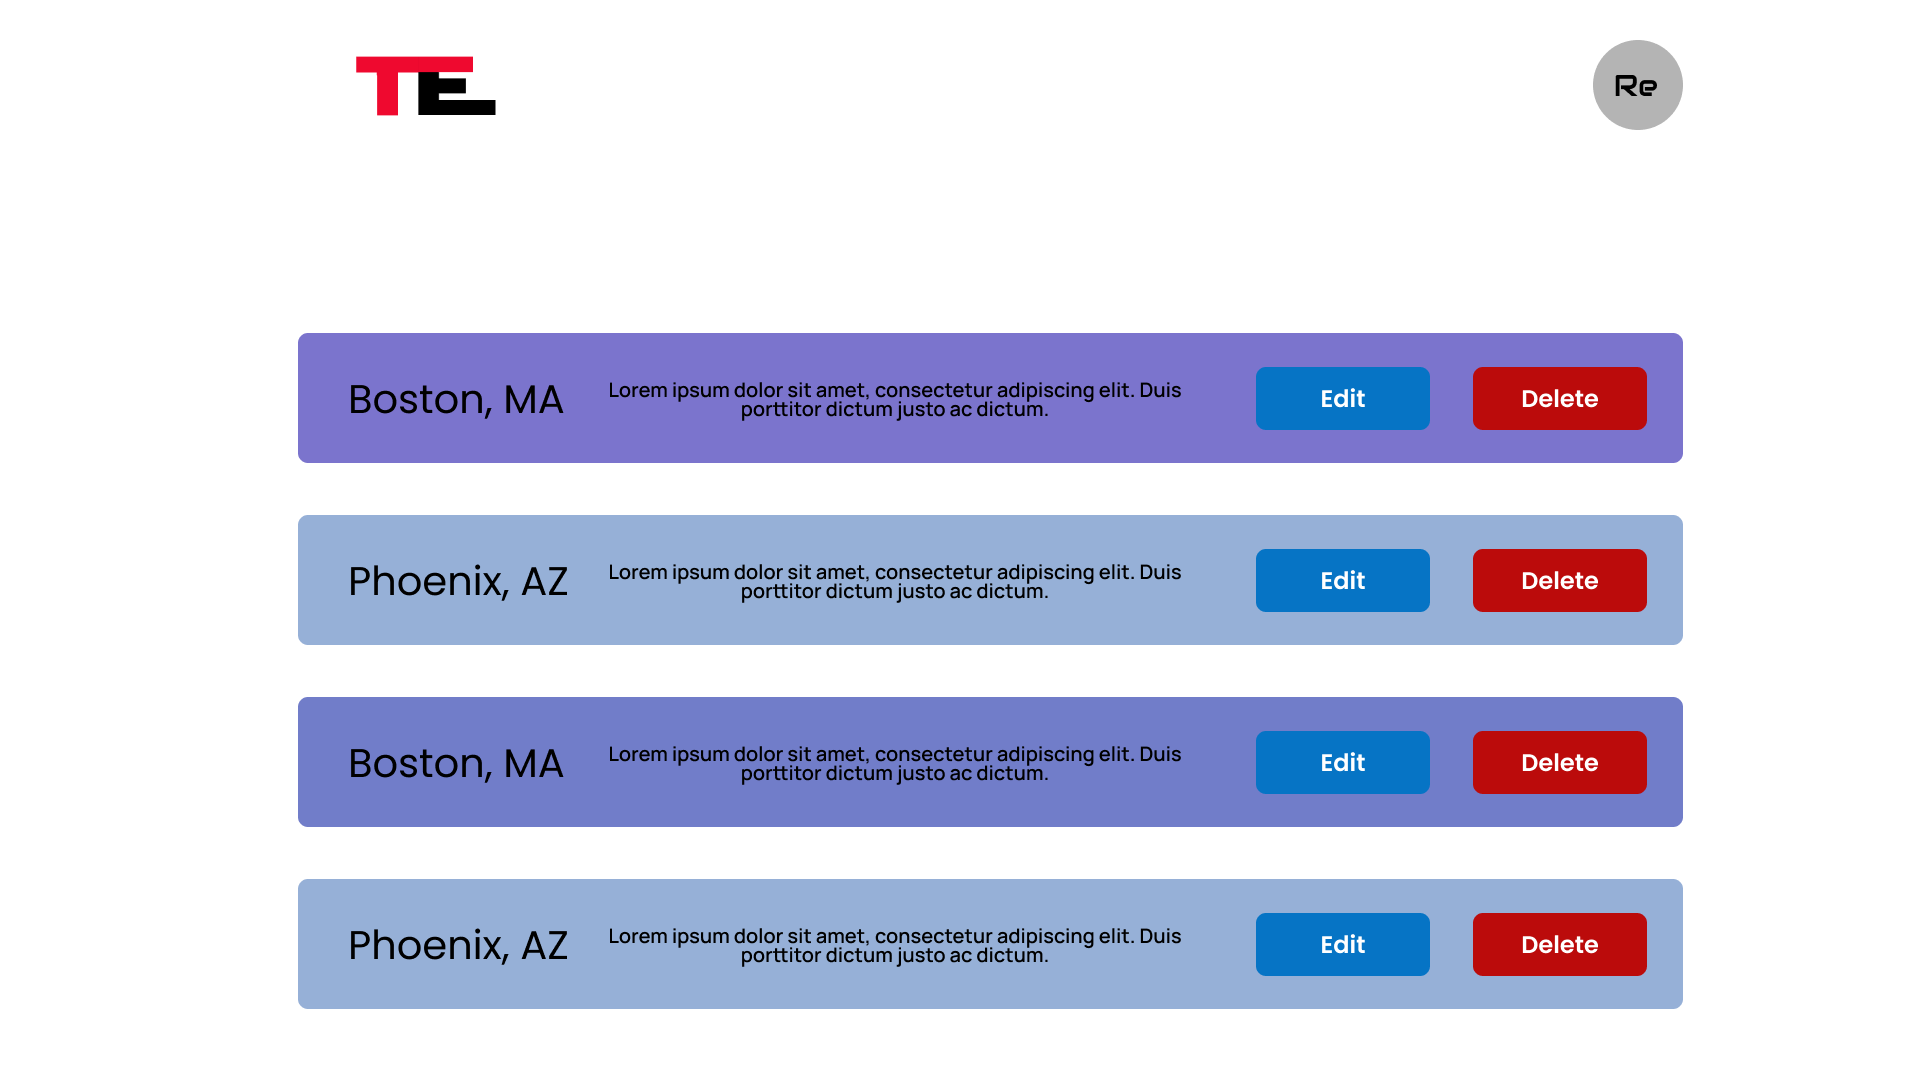 TE
Re
Boston, MA
Lorem ipsum dolor sit amet, consectetur adipiscing elit. Duis
porttitor dictum justo ac dictum.
Edit
Delete
Phoenix, AZ
Lorem ipsum dolor sit amet, consectetur adipiscing elit. Duis
porttitor dictum justo ac dictum.
Edit
Delete
Boston, MA
Lorem ipsum dolor sit amet, consectetur adipiscing elit. Duis
porttitor dictum justo ac dictum.
Edit
Delete
Phoenix, AZ
Lorem ipsum dolor sit amet, consectetur adipiscing elit. Duis
porttitor dictum justo ac dictum.
Edit
Delete